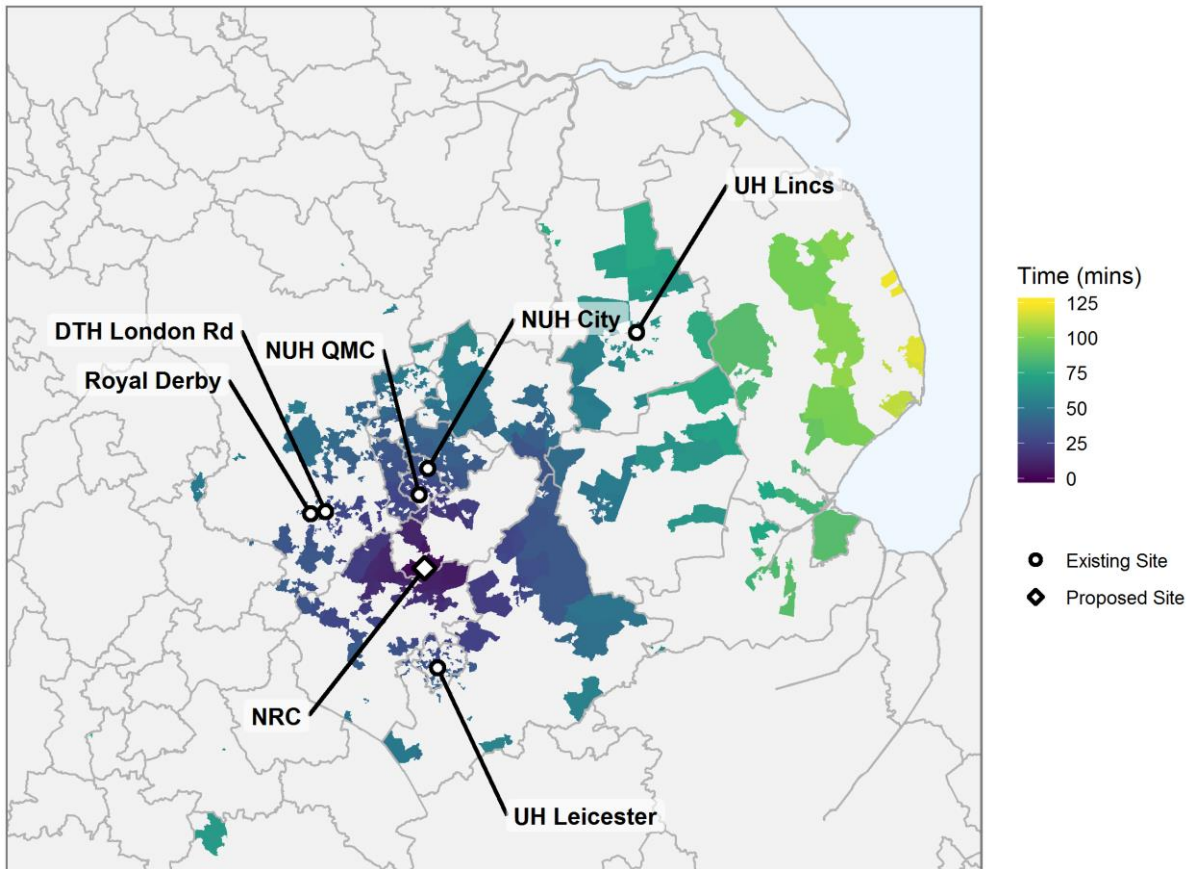 UH Lincs
NUH City
DTH London Rd
NUH QMC
Royal Derby
NRC
UH Leicester
Time (mins)
125
100
75
50
25
0
Existing Site
Proposed Site